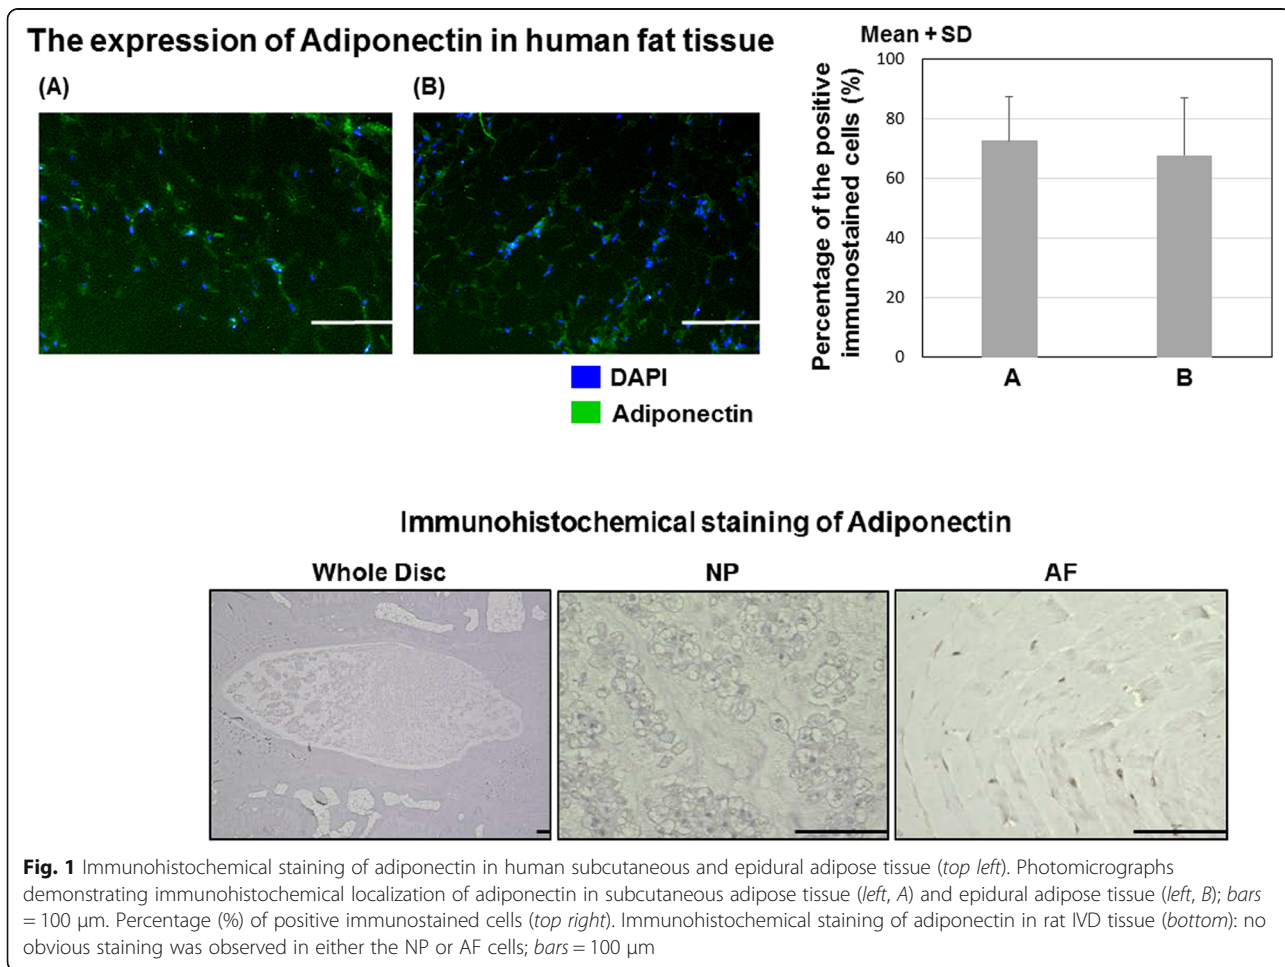 The expression of Adiponectin in human fat tissue
(A)
(B)
DAPI
Adiponectin
Mean + SD
Percentage of the positive
immunostained cells (%)
100
80
60
40
20
0
A
B
Immunohistochemical staining of Adiponectin
Whole Disc
NP
AF
Fig. 1 Immunohistochemical staining of adiponectin in human subcutaneous and epidural adipose tissue (top left). Photomicrographs
demonstrating immunohistochemical localization of adiponectin in subcutaneous adipose tissue (left, A) and epidural adipose tissue (left, B); bars
= 100 μm. Percentage (%) of positive immunostained cells (top right). Immunohistochemical staining of adiponectin in rat IVD tissue (bottom): no
obvious staining was observed in either the NP or AF cells; bars = 100 μm